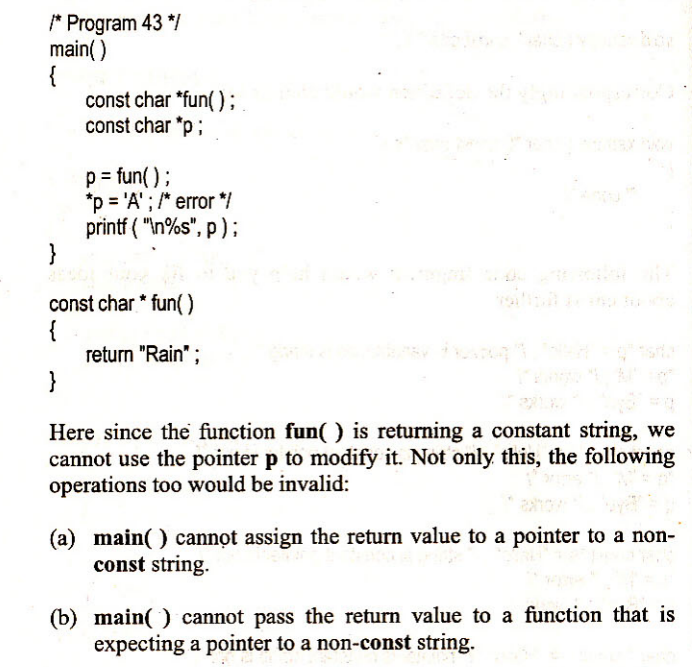 /* Program 43 */
main( )
{
const char *fun( ) ;
const char *p ;
p = fun( ) ;
*p = 'A' ; /* error */
printf ( "\n%s", p ) ;
}
const char * fun( )
{
return "Rain" ;
}
Here since the function fun( ) is returning a constant string, we
cannot use the pointer p to modify it. Not only this, the following
operations too would be invalid:
(a) main( ) cannot assign the return value to a pointer to a non-
const string.
(b) main( ) cannot pass the return value to a function that is
expecting a pointer to a non-const string.